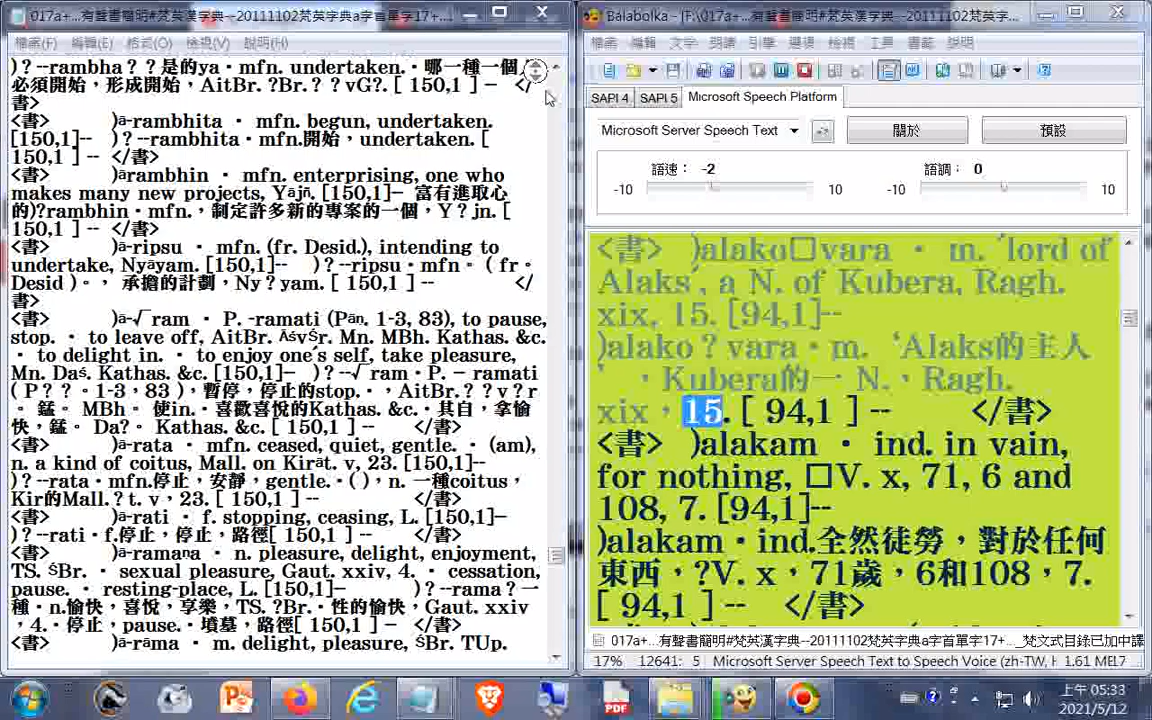 017a+...有聲書簡明#梵英漢字典--20111102梵英字典a字首單字17+...
檔案(F) 編輯(E) 格式(O) 檢視(V) 說明(H)
)? ?--rambha? ? 是的ya·mfn. undertaken.·哪一種一個人
必須開始，形成開始，AitBr. ?Br. ? ? vG?. [ 150,1 ] – </
書>
<書> )ā-rambhita · mfn. begun, undertaken.
[150,1]-- )?--rambhita·mfn.開始，undertaken. [
150,1 ] -- </書>
<書> )ārambhin · mfn. enterprising, one who
makes many new projects, Yājñ. [150,1]– 富有進取心
的)?rambhin·mfn.，制定許多新的專案的一個，Y？jn. [
150,1 ] -- </書>
<書> )ā-ripsu · mfn. (fr. Desid.), intending to
undertake, Nyāyam. [150,1]-- )?--ripsu·mfn。( fr。
Desid )。, 承擔的計劃，Ny？yam. [ 150,1 ] -- </
書>
<書> )ā-√ram · P. -ramati (Pāṇ. 1-3, 83), to pause,
stop. · to leave off, AitBr. ĀśvŚr. Mn. MBh. Kathas. &c.
· to delight in. · to enjoy one's self, take pleasure,
Mn. Daś. Kathas. &c. [150,1]-- )?--√ram·P. – ramati
( P？？。1-3，83 )，暫停，停止的stop.·，AitBr. ? ? v？r
。錳。 MBh。 使in.·喜歡喜悅的Kathas. &c.·其自，拿愉
快，錳。 Da？。 Kathas. &c. [ 150,1 ] -- </書>
<書> )ā-rata · mfn. ceased, quiet, gentle. · (am),
n. a kind of coitus, Mall. on Kirāt. v, 23. [150,1]--
)?--rata·mfn.停止，安靜，gentle.·( )，n. 一種coitus，
Kir的Mall.？t. v，23. [ 150,1 ] -- </書>
<書> )ā-rati · f. stopping, ceasing, L. [150,1]–
)?--rati·f.停止，停止，路徑[ 150,1 ] -- </書>
<書> )ā-ramaṇa · n. pleasure, delight, enjoyment,
TS. ŚBr. · sexual pleasure, Gaut. xxiv, 4. · cessation,
pause. · resting-place, L. [150,1]-- )?--rama？一
種·n.愉快，喜悅，享樂，TS. ?Br.·性的愉快，Gaut. xxiv
，4.·停止，pause.·墳墓，路徑[ 150,1 ] -- </書>
<書> )ā-rāma · m. delight, pleasure, ŚBr. TUp.
Balabolka - [F:\017a+...有聲書簡明#梵英漢字典--20111102梵英字...
檔案 編輯 文字 朗讀 引擎 選項 檢視 工具 書籤 說明
SAPI 4 SAPI 5 Microsoft Speech Platform
Microsoft Server Speech Text 關於 預設
語速： -2 語調： 0
-10 10 -10 10
<書> )alako□vara · m. 'lord of
Alaks', a N. of Kubera, Ragh.
xix, 15. [94,1]--
)alako？vara·m. ‘Alaks的主人
’，Kubera的一 N.、Ragh.
xix，15. [ 94,1 ] -- </書>
<書> )alakam · ind. in vain,
for nothing, □V. x, 71, 6 and
108, 7. [94,1]--
)alakam·ind.全然徒勞，對於任何
東西，?V. x，71歲，6和108，7.
[ 94,1 ] -- </書>
017a+...有聲書簡明#梵英漢字典--20111102梵英字典a字首單字17+..._梵文式目錄已加中譯
17% 12641: 5 Microsoft Server Speech Text to Speech Voice (zh-TW, H 1.61 МБ
PDF
上午 05:33
2021/5/12